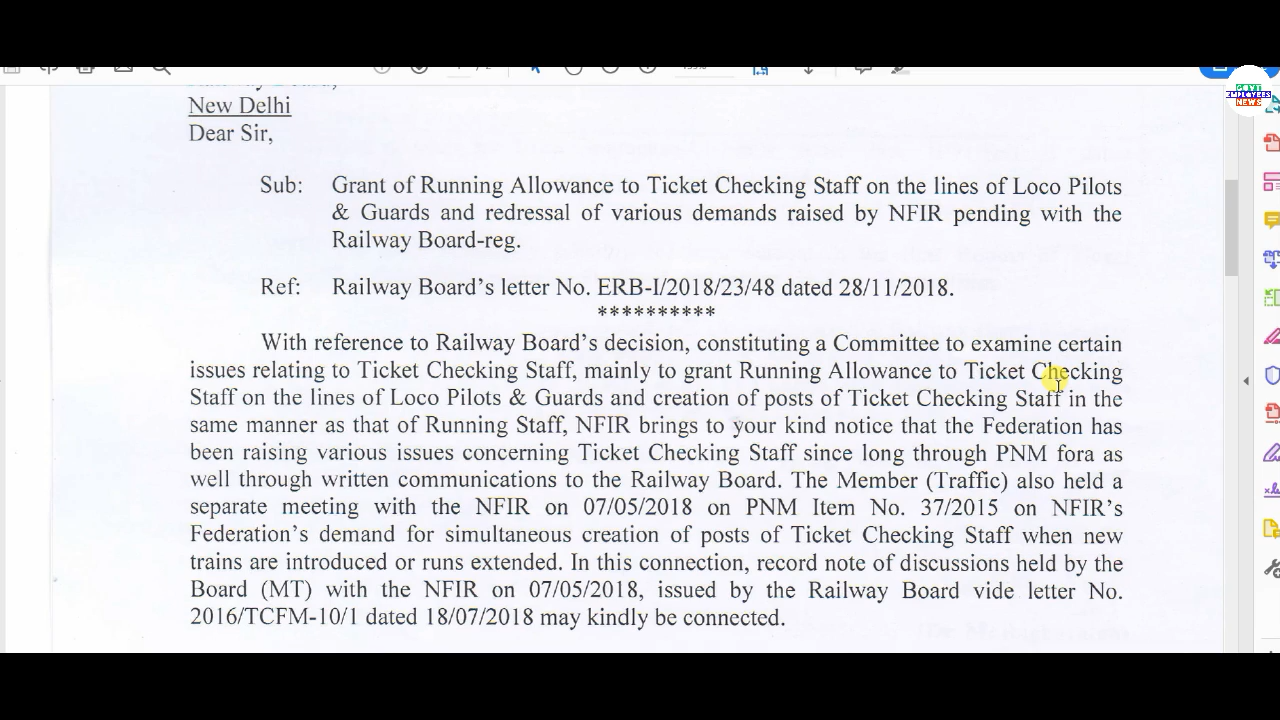 New Delhi
Dear Sir,
Sub: Grant of Running Allowance to Ticket Checking Staff on the lines of Loco Pilots
& Guards and redressal of various demands raised by NFIR pending with the
Railway Board-reg.
Ref: Railway Board's letter No. ERB-I/2018/23/48 dated 28/11/2018.
**********
With reference to Railway Board's decision, constituting a Committee to examine certain
issues relating to Ticket Checking Staff, mainly to grant Running Allowance to Ticket Checking
Staff on the lines of Loco Pilots & Guards and creation of posts of Ticket Checking Staff in the
same manner as that of Running Staff, NFIR brings to your kind notice that the Federation has
been raising various issues concerning Ticket Checking Staff since long through PNM fora as
well through written communications to the Railway Board. The Member (Traffic) also held a
separate meeting with the NFIR on 07/05/2018 on PNM Item No. 37/2015 on NFIR's
Federation's demand for simultaneous creation of posts of Ticket Checking Staff when new
trains are introduced or runs extended. In this connection, record note of discussions held by the
Board (MT) with the NFIR on 07/05/2018, issued by the Railway Board vide letter No.
2016/TCFM-10/1 dated 18/07/2018 may kindly be connected.
GOVT
EMPLOYEES
NEWS